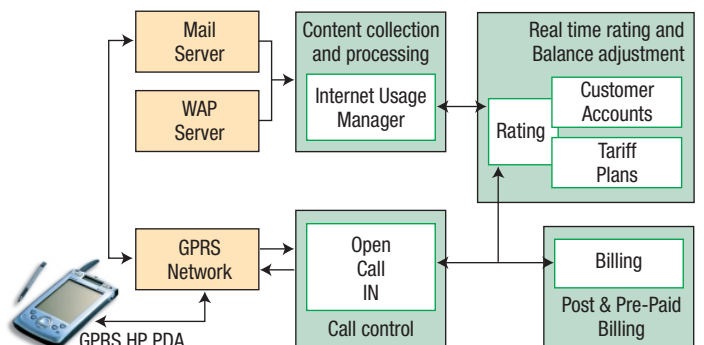 Mail
Server
WAP
Server
Content collection
and processing
Internet Usage
Manager
Real time rating and
Balance adjustment
Rating
Customer
Accounts
Tariff
Plans
GPRS
Network
Open
Call
IN
Call control
Billing
Post & Pre-Paid
Billing
GPRS HP PDA